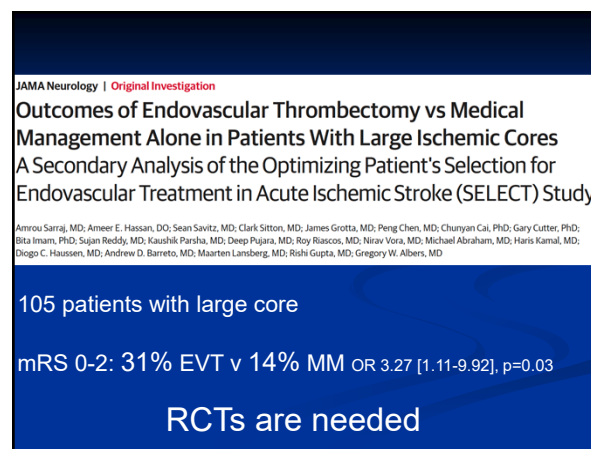 JAMA Neurology | Original Investigation
Outcomes of Endovascular Thrombectomy vs Medical
Management Alone in Patients With Large Ischemic Cores
A Secondary Analysis of the Optimizing Patient's Selection for
Endovascular Treatment in Acute Ischemic Stroke (SELECT) Study
Amrou Sarraj, MD; Ameer E. Hassan, DO; Sean Savitz, MD; Clark Sitton, MD; James Grotta, MD; Peng Chen, MD; Chunyan Cai, PhD; Gary Cutter, PhD;
Bita Imam, PhD; Sujan Reddy, MD; Kaushik Parsha, MD; Deep Pujara, MD; Roy Riascos, MD; Nirav Vora, MD; Michael Abraham, MD; Haris Kamal, MD;
Diogo C. Haussen, MD; Andrew D. Barreto, MD; Maarten Lansberg, MD; Rishi Gupta, MD; Gregory W. Albers, MD
105 patients with large core
mRS 0-2: 31% EVT v 14% MM OR 3.27 [1.11-9.92], p=0.03
RCTs are needed